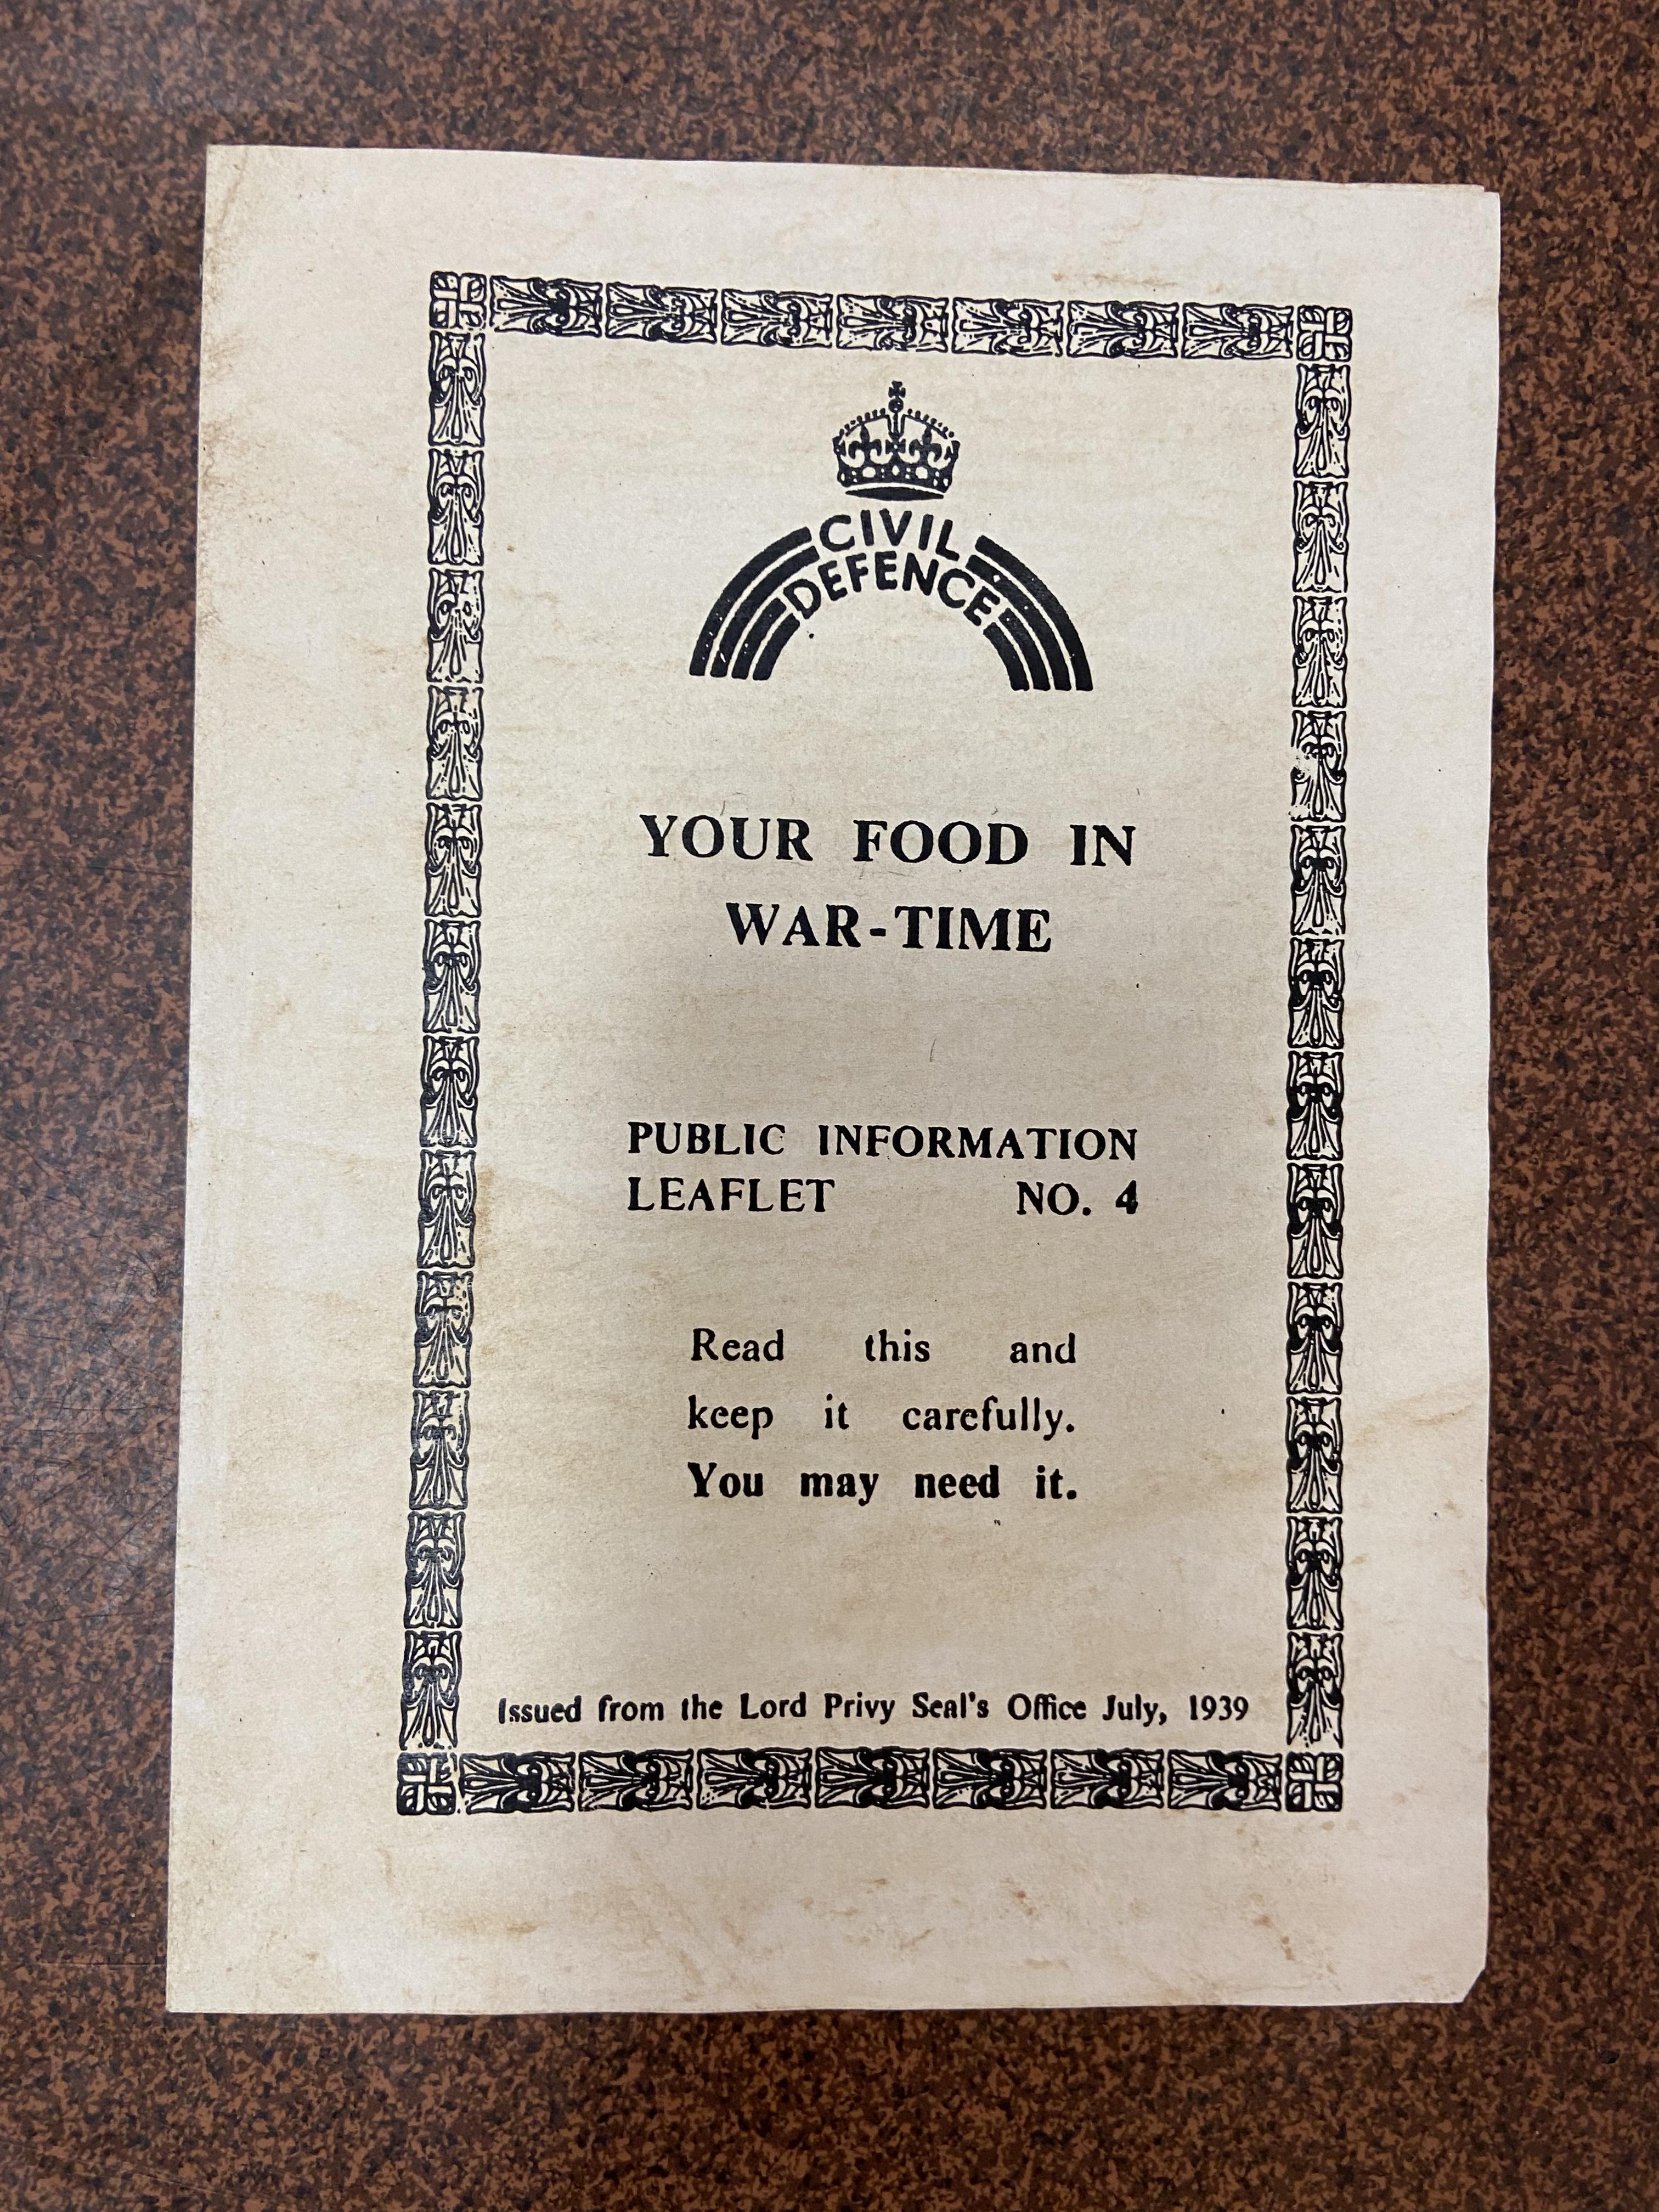 CIVIL
DEFENCE
YOUR FOOD IN
WAR-TIME
PUBLIC INFORMATION
LEAFLET NO. 4
Read this and
keep it carefully.
You may need it.
Issued from the Lord Privy Seal's Office July, 1939